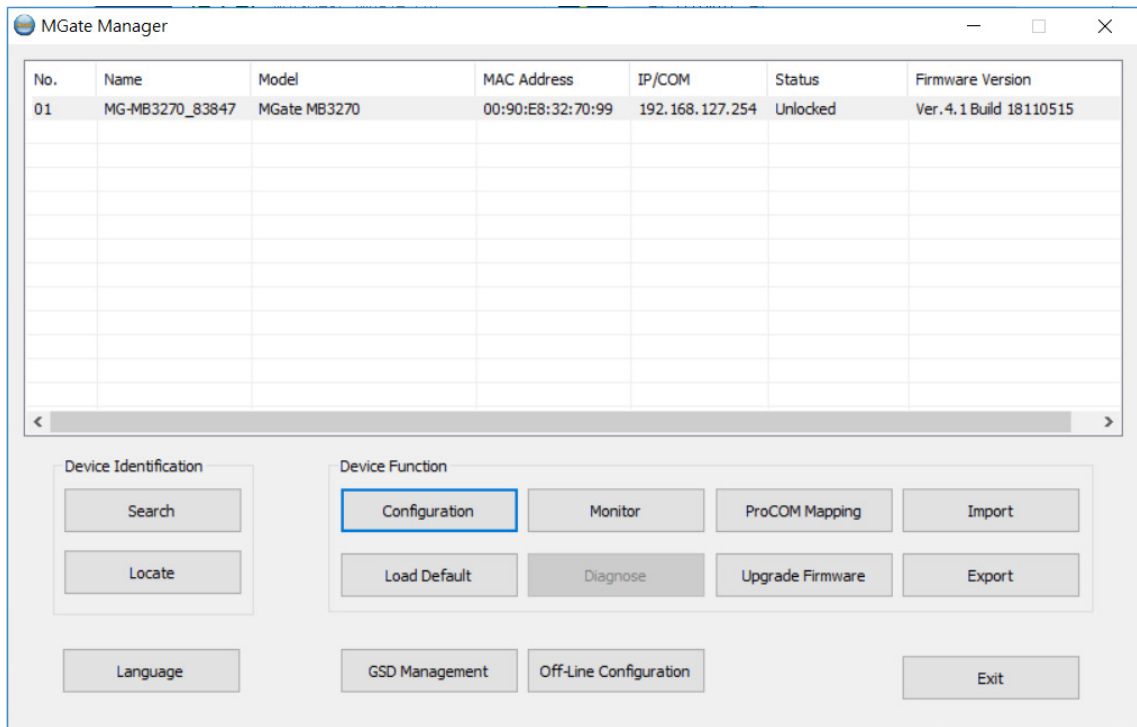 MGate Manager
No. Name Model MAC Address IP/COM Status Firmware Version
01 MG-MB3270_83847 MGate MB3270 00:90:E8:32:70:99 192.168.127.254 Unlocked Ver.4.1 Build 18110515
Device Identification
Search
Locate
Device Function
Configuration Monitor ProCOM Mapping Import
Load Default Diagnose Upgrade Firmware Export
Language GSD Management Off-Line Configuration Exit